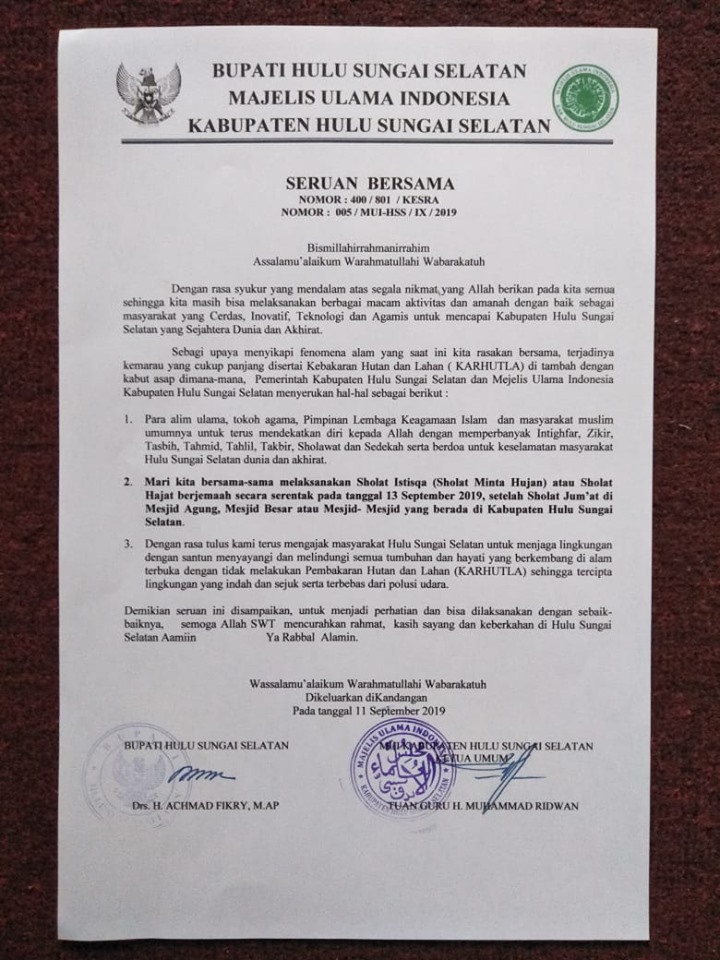 BUPATI HULU SUNGAI SELATAN
MAJELIS ULAMA INDONESIA
KABUPATEN HULU SUNGAI SELATAN
SERUAN BERSAMA
NOMOR : 400 / 801 / KESRA
NOMOR : 005 / MUI-HSS / IX / 2019
Bismillahirrahmanirrahim
Assalamu'alaikum Warahmatullahi Wabarakatuh
Dengan rasa syukur yang mendalam atas segala nikmat yang Allah berikan pada kita semua
sehingga kita masih bisa melaksanakan berbagai macam aktivitas dan amanah dengan baik sebagai
masyarakat yang Cerdas, Inovatif, Teknologi dan Agamis untuk mencapai Kabupaten Hulu Sungai
Selatan yang Sejahtera Dunia dan Akhirat.
Sebagi upaya menyikapi fenomena alam yang saat ini kita rasakan bersama, terjadinya
kemarau yang cukup panjang disertai Kebakaran Hutan dan Lahan ( KARHUTLA) di tambah dengan
kabut asap dimana-mana, Pemerintah Kabupaten Hulu Sungai Selatan dan Mejelis Ulama Indonesia
Kabupaten Hulu Sungai Selatan menyerukan hal-hal sebagai berikut :
1. Para alim ulama, tokoh agama, Pimpinan Lembaga Keagamaan Islam dan masyarakat muslim
umumnya untuk terus mendekatkan diri kepada Allah dengan memperbanyak Intighfar, Zikir,
Tasbih, Tahmid, Tahlil, Takbir, Sholawat dan Sedekah serta berdoa untuk keselamatan masyarakat
Hulu Sungai Selatan dunia dan akhirat.
2. Mari kita bersama-sama melaksanakan Sholat Istisqa (Sholat Minta Hujan) atau Sholat
Hajat berjemaah secara serentak pada tanggal 13 September 2019, setelah Sholat Jum'at di
Mesjid Agung, Mesjid Besar atau Mesjid- Mesjid yang berada di Kabupaten Hulu Sungai
Selatan.
3. Dengan rasa tulus kami terus mengajak masyarakat Hulu Sungai Selatan untuk menjaga lingkungan
dengan santun menyayangi dan melindungi semua tumbuhan dan hayati yang berkembang di alam
terbuka dengan tidak melakukan Pembakaran Hutan dan Lahan (KARHUTLA) sehingga tercipta
lingkungan yang indah dan sejuk serta terbebas dari polusi udara.
Demikian seruan ini disampaikan, untuk menjadi perhatian dan bisa dilaksanakan dengan sebaik-
baiknya, semoga Allah SWT mencurahkan rahmat, kasih sayang dan keberkahan di Hulu Sungai
Selatan Aamiin Ya Rabbal Alamin.
Wassalamu'alaikum Warahmatullahi Wabarakatuh
Dikeluarkan diKandangan
Pada tanggal 11 September 2019
BUPATI HULU SUNGAI SELATAN
Drs. H. ACHMAD FIKRY, M.AP
MUI KABUPATEN HULU SUNGAI SELATAN
KETUA UMUM
TUAN GURU H. MUHAMMAD RIDWAN
MAJELIS ULAMA INDONESIA
KABUPATEN HULU SUNGAI SELATAN